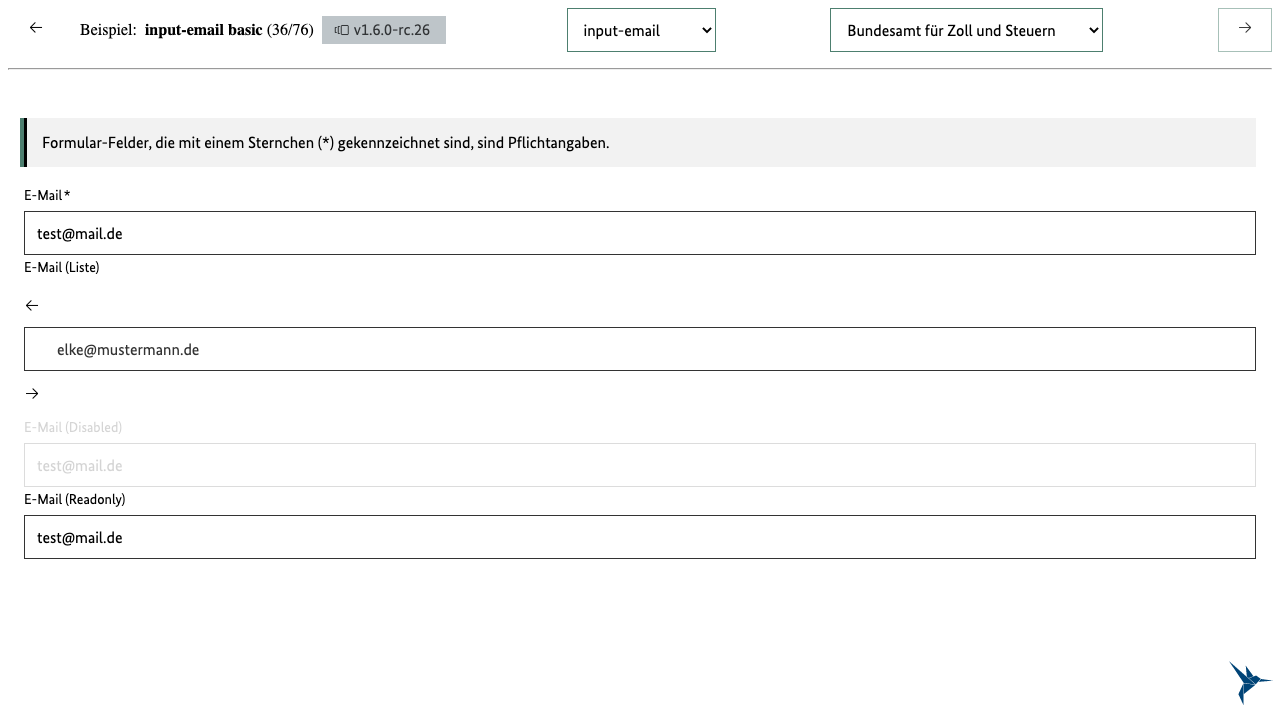 Beispiel: input-email basic (36/76) v1.6.0-rc.26 input-email Bundesamt für Zoll und Steuern
Formular-Felder, die mit einem Sternchen (*) gekennzeichnet sind, sind Pflichtangaben.
E-Mail*
test@mail.de
E-Mail (Liste)
elke@mustermann.de
E-Mail (Disabled)
test@mail.de
E-Mail (Readonly)
test@mail.de